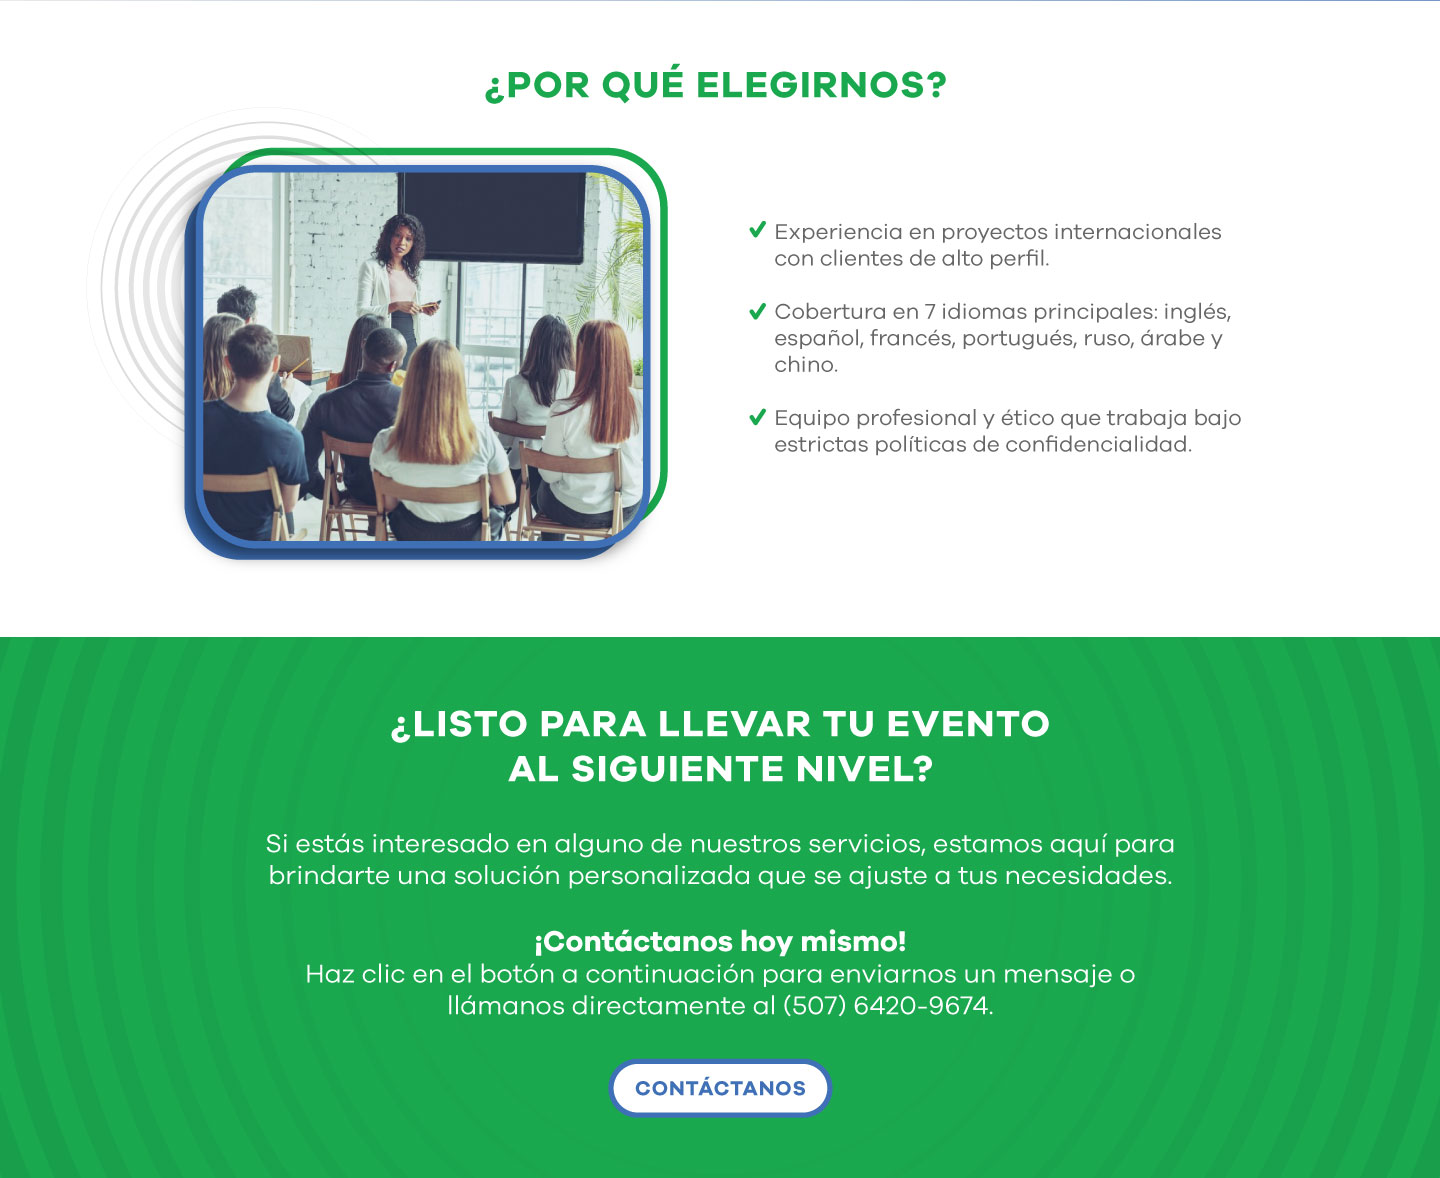 ¿POR QUÉ ELEGIRNOS?
Experiencia en proyectos internacionales
con clientes de alto perfil.
Cobertura en 7 idiomas principales: inglés,
español, francés, portugués, ruso, árabe y
chino.
Equipo profesional y ético que trabaja bajo
estrictas políticas de confidencialidad.
¿LISTO PARA LLEVAR TU EVENTO
AL SIGUIENTE NIVEL?
Si estás interesado en alguno de nuestros servicios, estamos aquí para
brindarte una solución personalizada que se ajuste a tus necesidades.
¡Contáctanos hoy mismo!
Haz clic en el botón a continuación para enviarnos un mensaje o
llámanos directamente al (507) 6420-9674.
CONTÁCTANOS